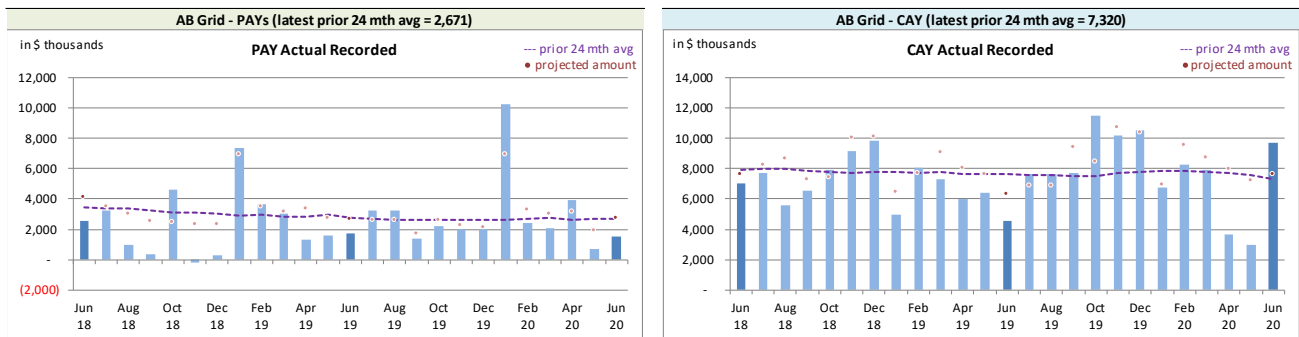 AB Grid - PAYs (latest prior 24 mth avg = 2,671)
in $ thousands
PAY Actual Recorded
--- prior 24 mth avg
• projected amount
12,000
10,000
8,000
6,000
4,000
2,000
-
(2,000)
Jun Aug Oct Dec Feb Apr Jun Aug Oct Dec Feb Apr Jun
18 18 18 18 19 19 19 19 19 19 20 20 20
AB Grid - CAY (latest prior 24 mth avg = 7,320)
in $ thousands
CAY Actual Recorded
--- prior 24 mth avg
• projected amount
14,000
12,000
10,000
8,000
6,000
4,000
2,000
-
Jun Aug Oct Dec Feb Apr Jun Aug Oct Dec Feb Apr Jun
18 18 18 18 19 19 19 19 19 19 20 20 20